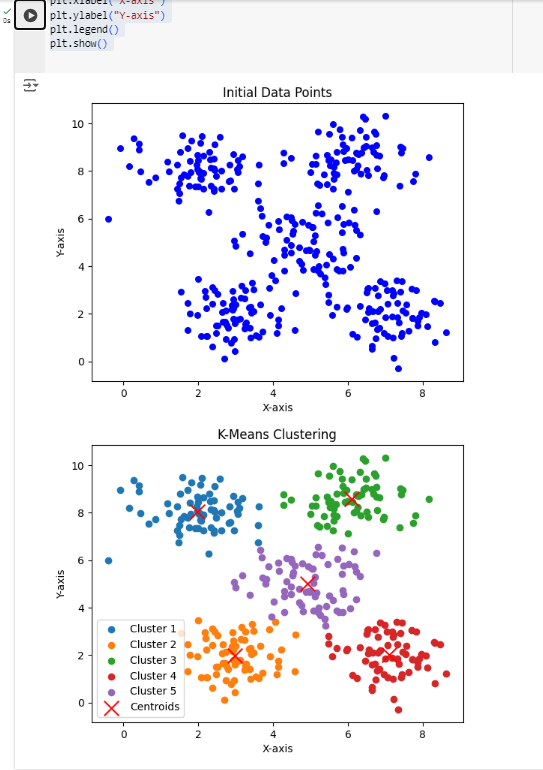 plt.xlabel("X-axis")
0s
plt.ylabel("Y-axis")
plt.legend()
plt.show()
Initial Data Points
10
8
6
4
2
0
Y-axis
0 2 4 6 8
X-axis
K-Means Clustering
10
8
6
4
2
0
Y-axis
Cluster 1
Cluster 2
Cluster 3
Cluster 4
Cluster 5
Centroids
0 2 4 6 8
X-axis